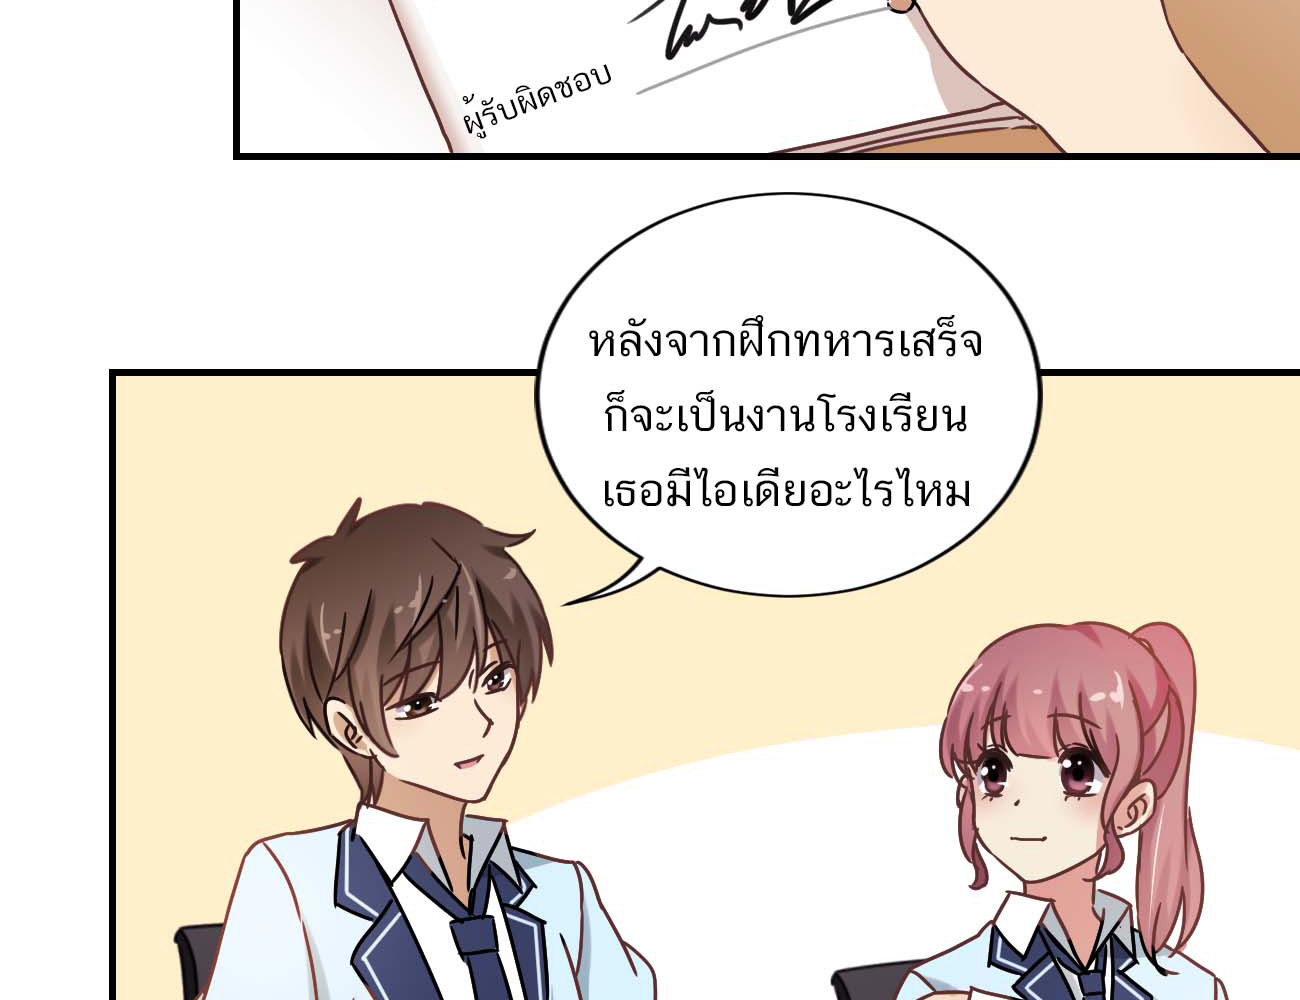 ผู้รับผิดชอบ
หลังจากฝึกทหารเสร็จ
ก็จะเป็นงานโรงเรียน
เธอมีไอเดียอะไรไหม